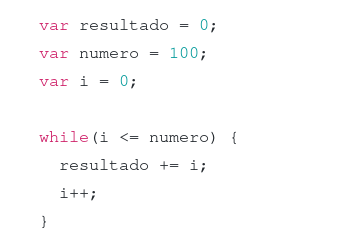 var resultado = 0;
var numero = 100;
var i = 0;

while(i <= numero) {
  resultado += i;
  i++;
}